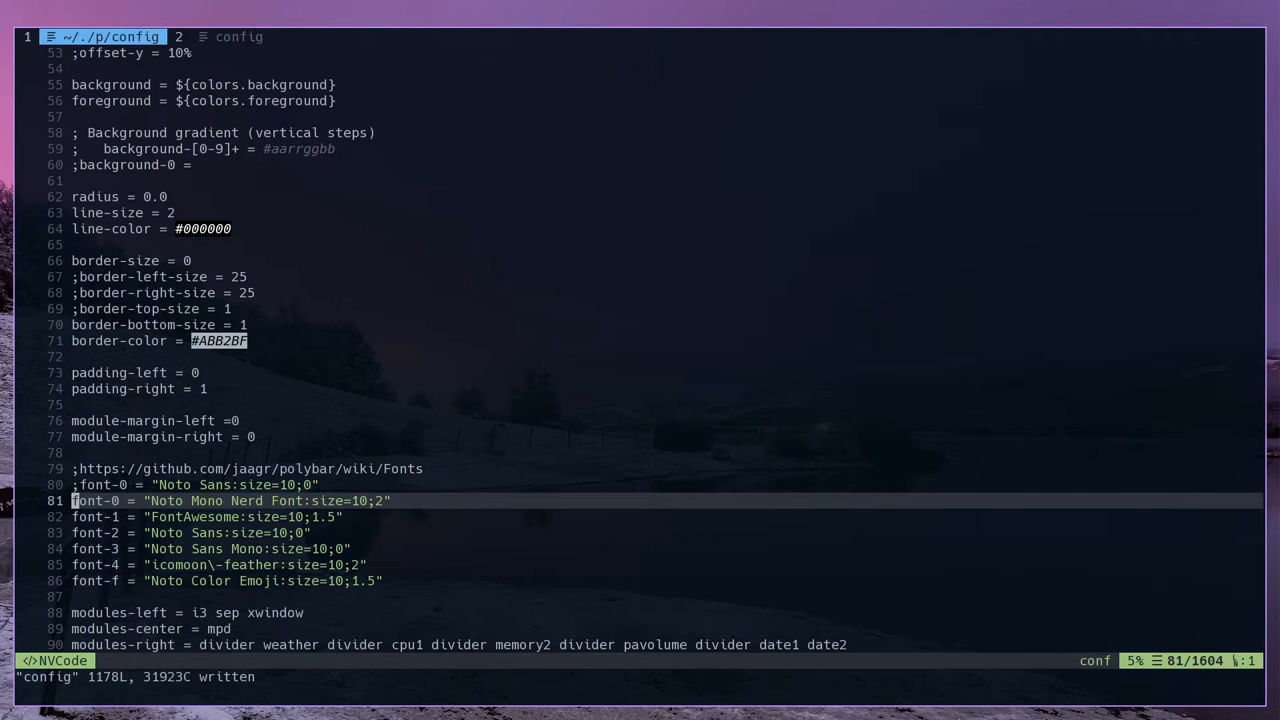 1 ~/./p/config 2 config
53 ;offset-y = 10%
54
55 background = ${colors.background}
56 foreground = ${colors.foreground}
57
58 ; Background gradient (vertical steps)
59 ;   background-[0-9]+ = #aarrggbb
60 ;background-0 =
61
62 radius = 0.0
63 line-size = 2
64 line-color = #000000
65
66 border-size = 0
67 ;border-left-size = 25
68 ;border-right-size = 25
69 ;border-top-size = 1
70 border-bottom-size = 1
71 border-color = #ABB2BF
72
73 padding-left = 0
74 padding-right = 1
75
76 module-margin-left =0
77 module-margin-right = 0
78
79 ;https://github.com/jaagr/polybar/wiki/Fonts
80 ;font-0 = "Noto Sans:size=10;0"
81 font-0 = "Noto Mono Nerd Font:size=10;2"
82 font-1 = "FontAwesome:size=10;1.5"
83 font-2 = "Noto Sans:size=10;0"
84 font-3 = "Noto Sans Mono:size=10;0"
85 font-4 = "icomoon\-feather:size=10;2"
86 font-f = "Noto Color Emoji:size=10;1.5"
87
88 modules-left = i3 sep xwindow
89 modules-center = mpd
90 modules-right = divider weather divider cpu1 divider memory2 divider pavolume divider date1 date2
</>NVCode conf 5% ☰ 81/1604 :1
"config" 1178L, 31923C written